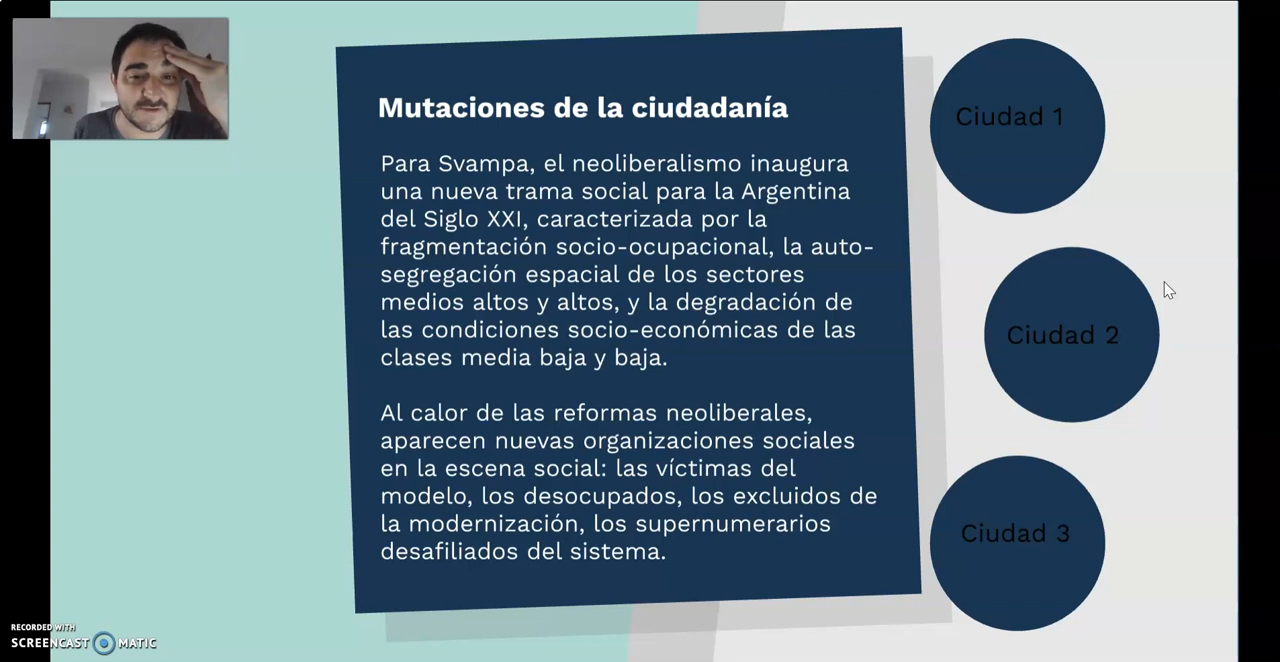 Mutaciones de la ciudadanía
Para Svampa, el neoliberalismo inaugura
una nueva trama social para la Argentina
del Siglo XXI, caracterizada por la
fragmentación socio-ocupacional, la auto-
segregación espacial de los sectores
medios altos y altos, y la degradación de
las condiciones socio-económicas de las
clases media baja y baja.
Al calor de las reformas neoliberales,
aparecen nuevas organizaciones sociales
en la escena social: las víctimas del
modelo, los desocupados, los excluidos de
la modernización, los supernumerarios
desafiliados del sistema.
Ciudad 1
Ciudad 2
Ciudad 3
RECORDED WITH
SCREENCAST MATIC